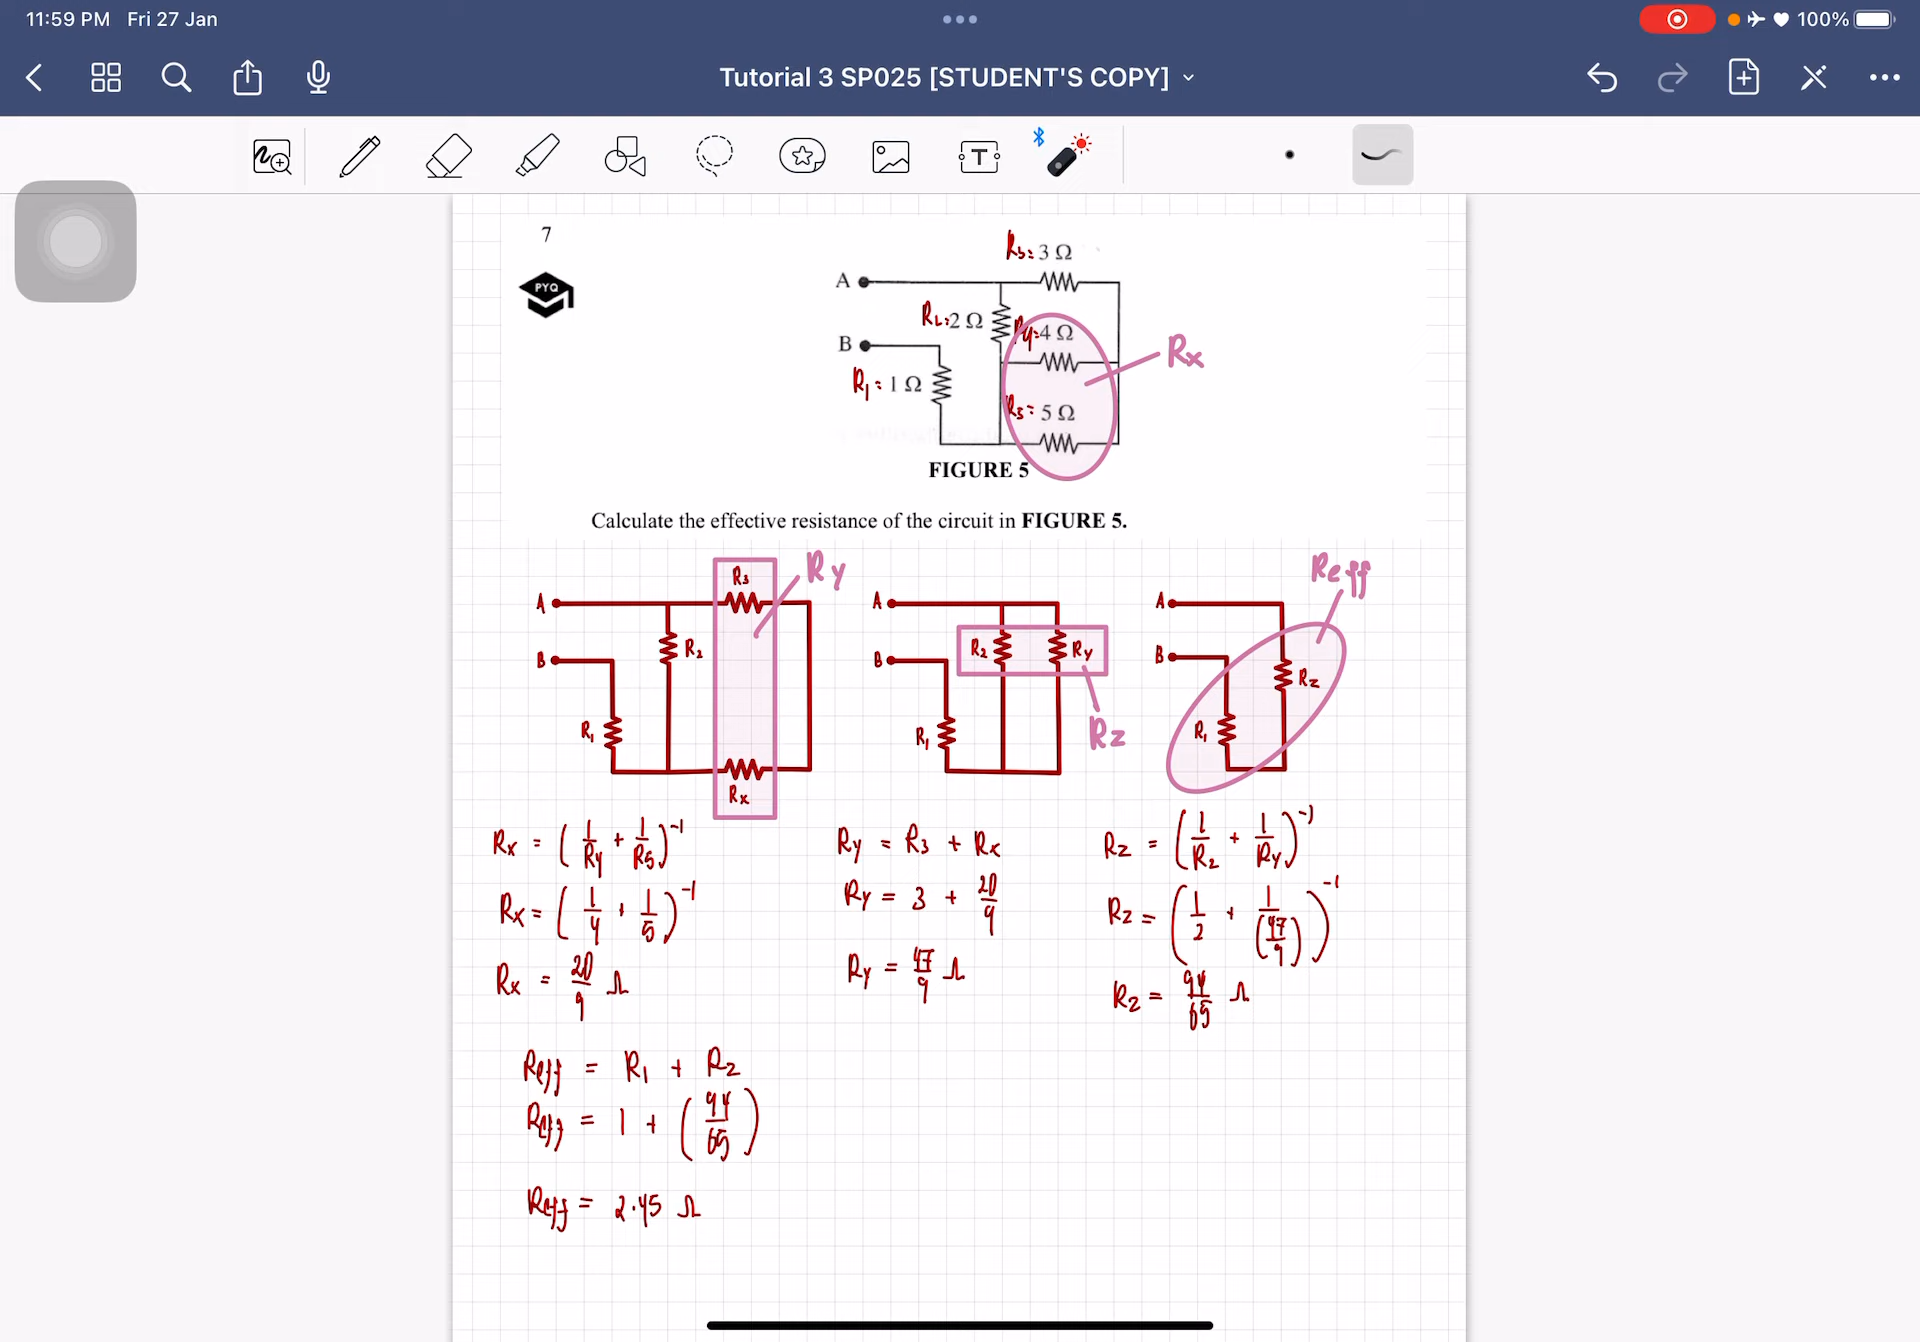 11:59 PM Fri 27 Jan
100%
Tutorial 3 SP025 [STUDENT'S COPY]
T
7
PYQ
R3 = 3 Ω
A
R2 = 2 Ω
R4 = 4 Ω
B
Rx
R1 = 1 Ω
R5 = 5 Ω
FIGURE 5
Calculate the effective resistance of the circuit in FIGURE 5.
R3
Ry
Reff
A
A
A
R2
R2
Ry
B
B
B
Rz
R1
R1
Rz
R1
Rx
Rx = (1/R4 + 1/R5)^-1
Ry = R3 + Rx
Rz = (1/R2 + 1/Ry)^-1
Rx = (1/4 + 1/5)^-1
Ry = 3 + 20/9
Rz = (1/2 + 1/(47/9))^-1
Rx = 20/9 Ω
Ry = 47/9 Ω
Rz = 94/65 Ω
Reff = R1 + Rz
Reff = 1 + (94/65)
Reff = 2.45 Ω